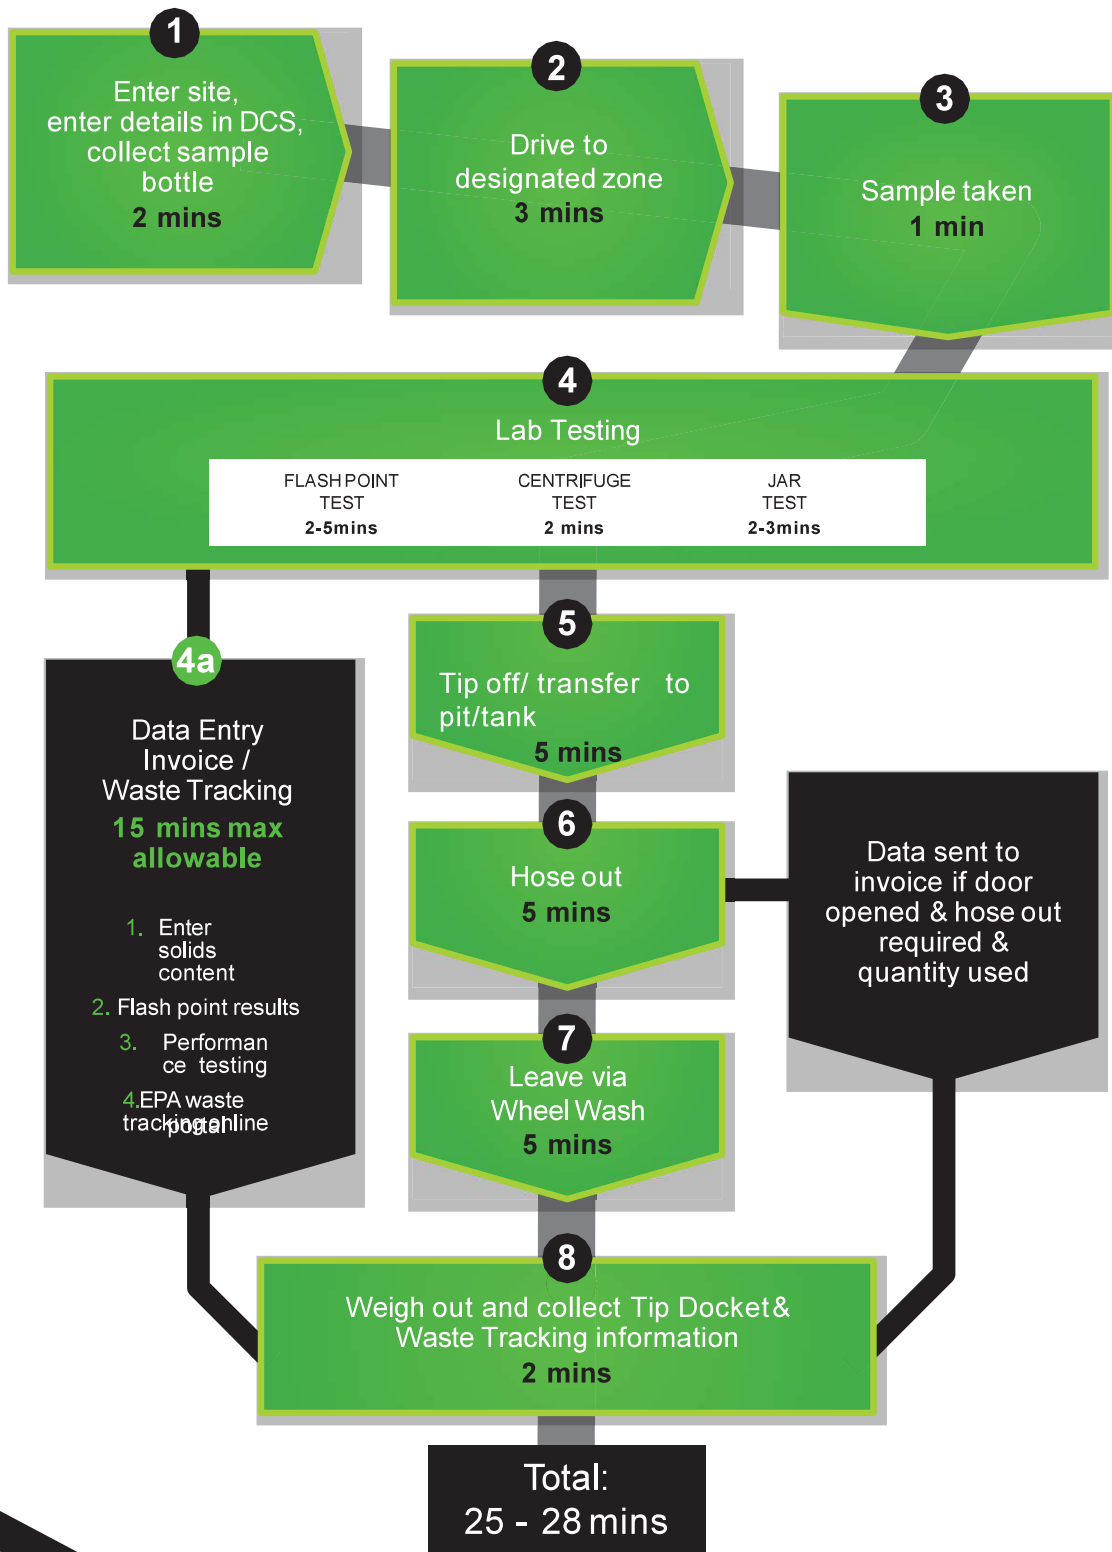 1
Enter site,
enter details in DCS,
collect sample
bottle
2 mins
2
Drive to
designated zone
3 mins
3
Sample taken
1 min
4
Lab Testing
FLASH POINT
TEST
2-5mins
CENTRIFUGE
TEST
2 mins
JAR
TEST
2-3mins
4a
Data Entry
Invoice /
Waste Tracking
15 mins max
allowable
1. Enter
solids
content
2. Flash point results
3. Performan
ce testing
4.EPA waste
tracking online
portal
5
Tip off/ transfer to
pit/tank
5 mins
6
Hose out
5 mins
Data sent to
invoice if door
opened & hose out
required &
quantity used
7
Leave via
Wheel Wash
5 mins
8
Weigh out and collect Tip Docket &
Waste Tracking information
2 mins
Total:
25 - 28 mins